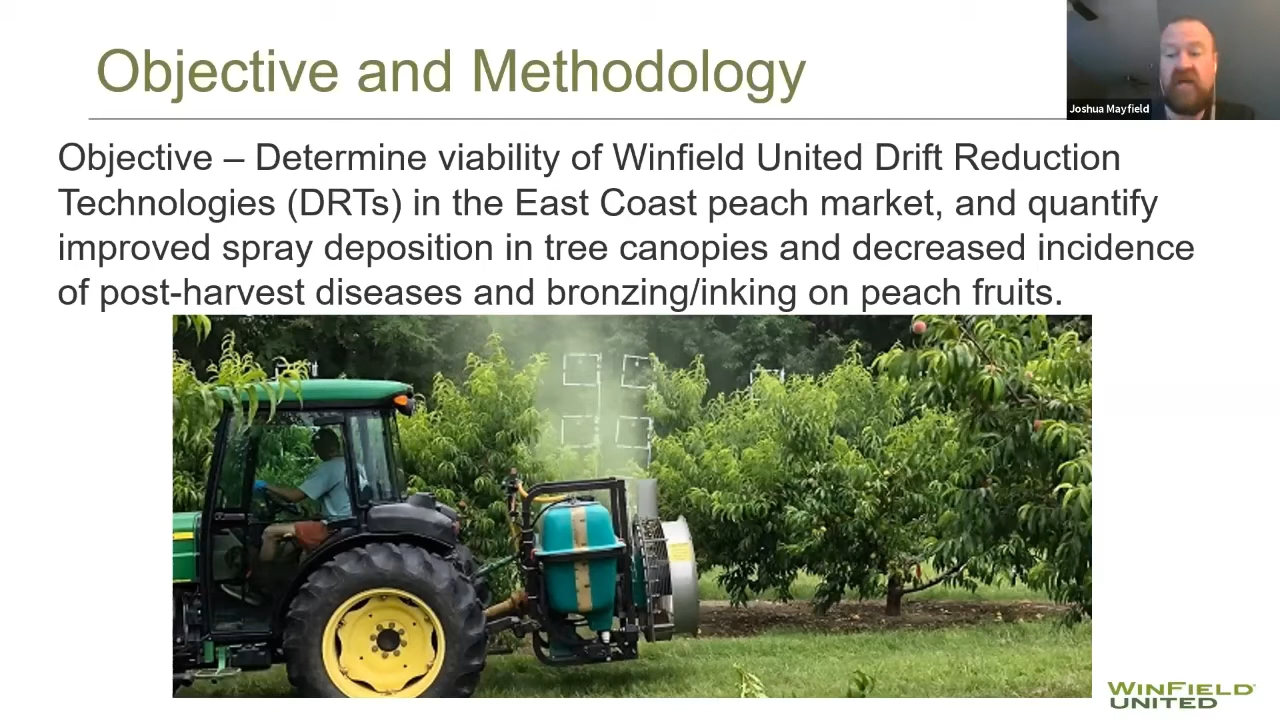 Objective and Methodology
Joshua Mayfield
Objective – Determine viability of Winfield United Drift Reduction
Technologies (DRTs) in the East Coast peach market, and quantify
improved spray deposition in tree canopies and decreased incidence
of post-harvest diseases and bronzing/inking on peach fruits.
WINFIELD
UNITED